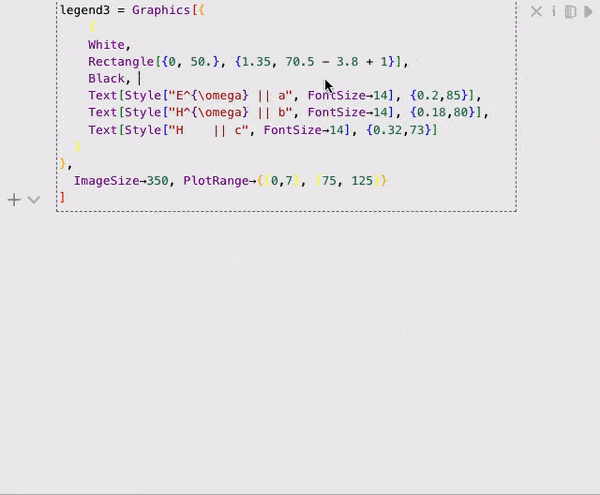 legend3 = Graphics[{
{
White,
Rectangle[{0, 50.}, {1.35, 70.5 − 3.8 + 1}],
Black,
Text[Style["E^{\omega} || a", FontSize→14], {0.2,85}],
Text[Style["H^{\omega} || b", FontSize→14], {0.18,80}],
Text[Style["H    || c", FontSize→14], {0.32,73}]
}
},
ImageSize→350, PlotRange→{{0,7}, {75, 125}}
]